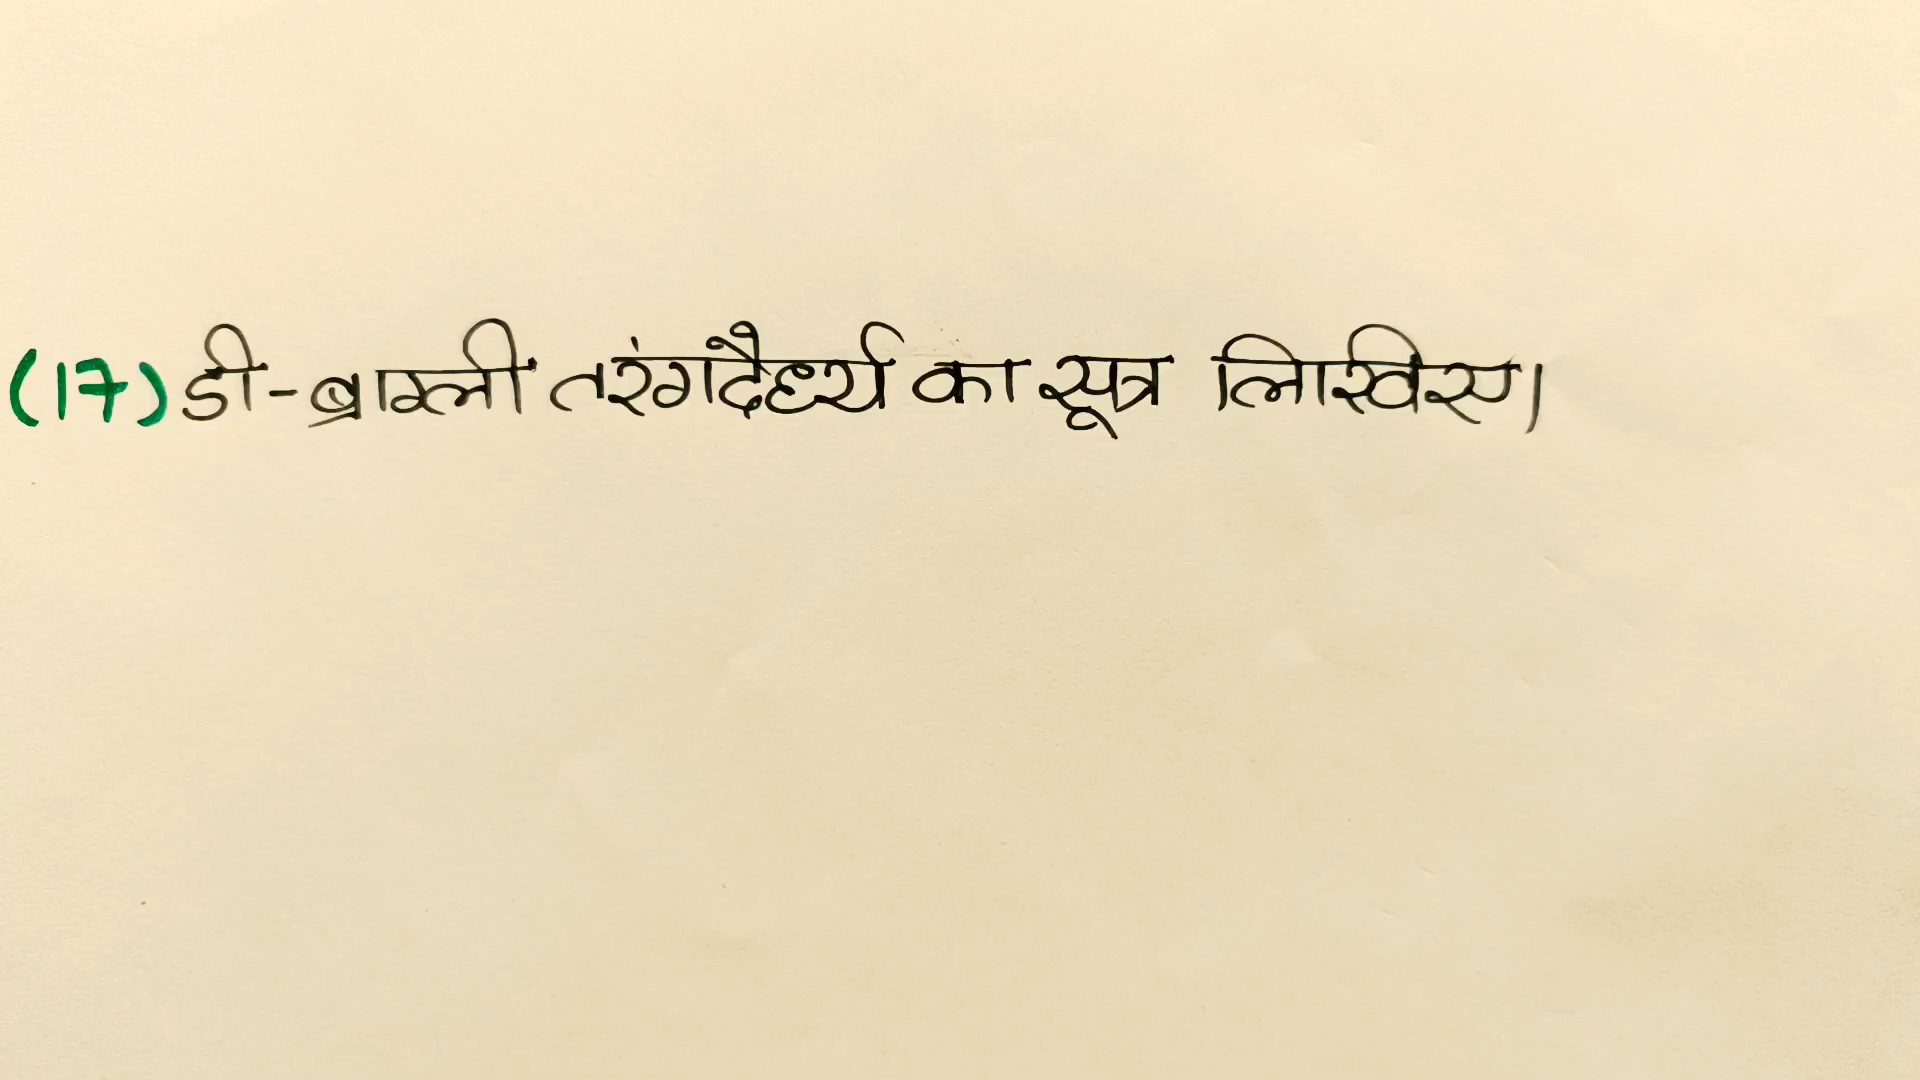 (17) डी-ब्राग्ली तरंगदैर्ध्य का सूत्र लिखिए।